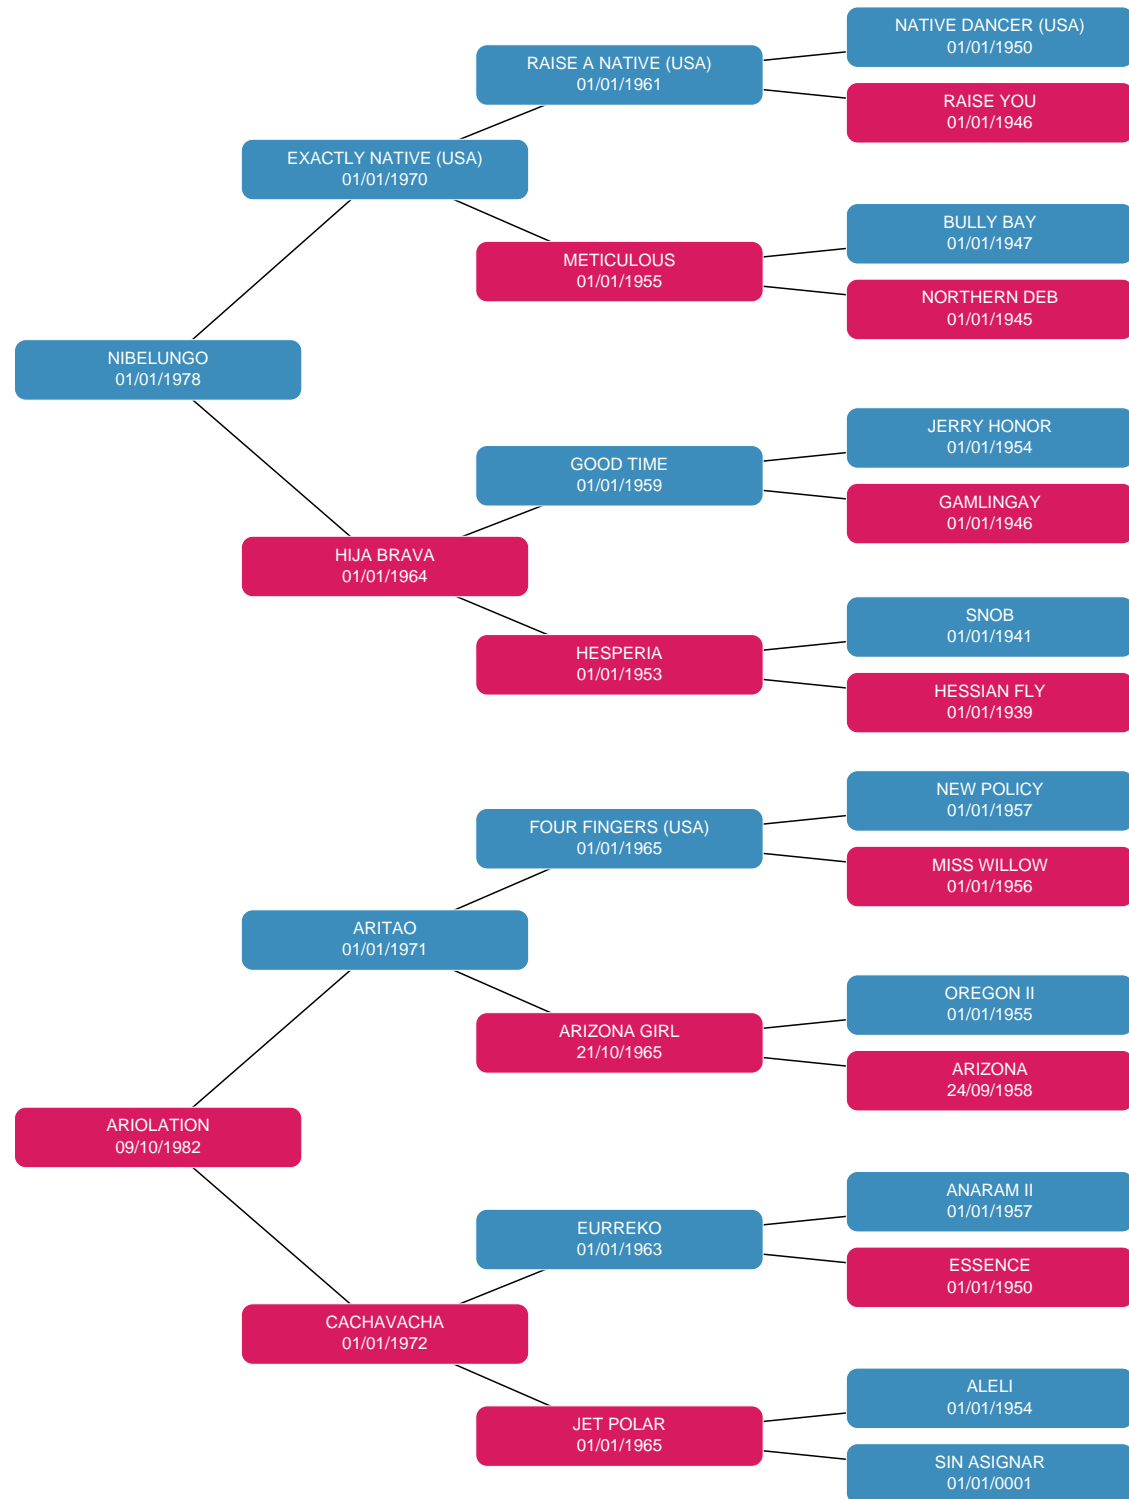 NATIVE DANCER (USA)
01/01/1950
RAISE A NATIVE (USA)
01/01/1961
RAISE YOU
01/01/1946
EXACTLY NATIVE (USA)
01/01/1970
BULLY BAY
01/01/1947
METICULOUS
01/01/1955
NORTHERN DEB
01/01/1945
NIBELUNGO
01/01/1978
JERRY HONOR
01/01/1954
GOOD TIME
01/01/1959
GAMLINGAY
01/01/1946
HIJA BRAVA
01/01/1964
SNOB
01/01/1941
HESPERIA
01/01/1953
HESSIAN FLY
01/01/1939
NEW POLICY
01/01/1957
FOUR FINGERS (USA)
01/01/1965
MISS WILLOW
01/01/1956
ARITAO
01/01/1971
OREGON II
01/01/1955
ARIZONA GIRL
21/10/1965
ARIZONA
24/09/1958
ARIOLATION
09/10/1982
ANARAM II
01/01/1957
EURREKO
01/01/1963
ESSENCE
01/01/1950
CACHAVACHA
01/01/1972
ALELI
01/01/1954
JET POLAR
01/01/1965
SIN ASIGNAR
01/01/0001